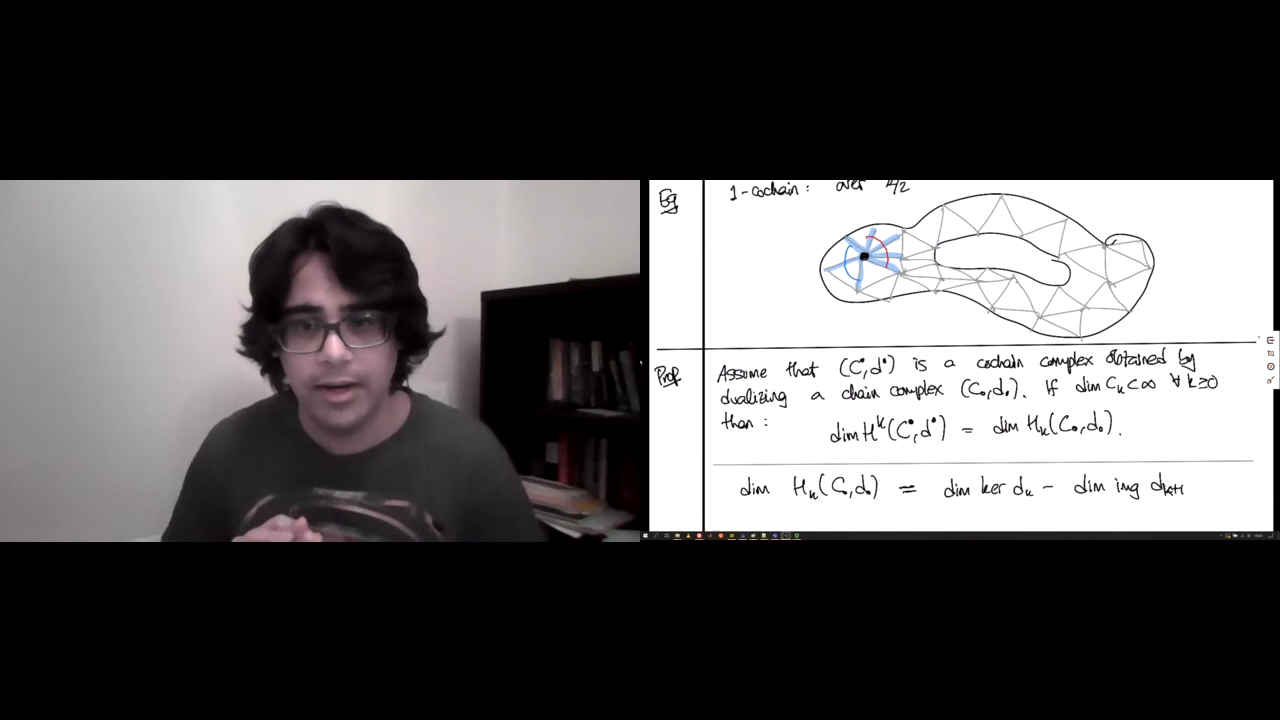 Eg 1-cochain: over ℤ/2
Prop Assume that (C•,d•) is a cochain complex obtained by
dualizing a chain complex (C•,d•). If dim Cₖ<∞ ∀ k≥0
then:
dim Hᵏ(C•,d•) = dim Hₖ(C•,d•).
dim Hₖ(C•,d•) = dim ker dₖ - dim img dₖ₊₁